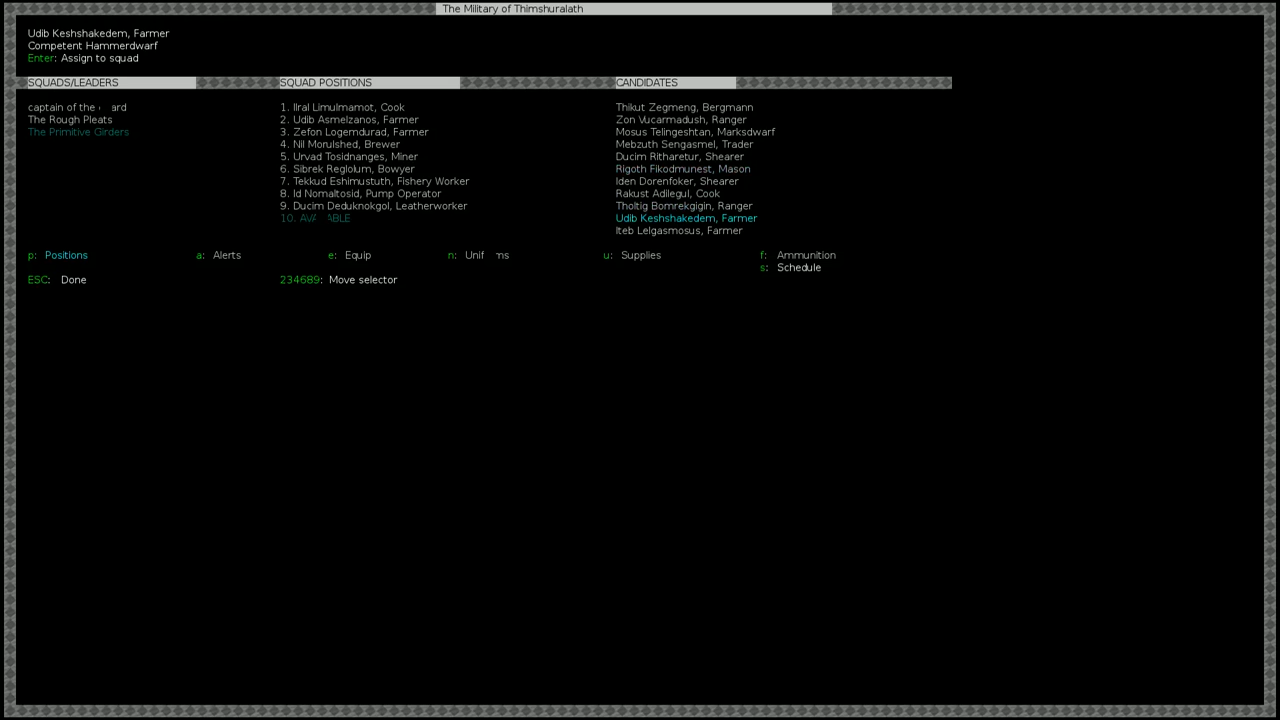 The Military of Thimshuralath
Udib Keshshakedem, Farmer
Competent Hammerdwarf
Enter: Assign to squad
SQUADS/LEADERS SQUAD POSITIONS CANDIDATES
captain of the ard 1. Ilral Limulmamot, Cook Thikut Zegmeng, Bergmann
The Rough Pleats 2. Udib Asmelzanos, Farmer Zon Vucarmadush, Ranger
The Primitive Girders 3. Zefon Logemdurad, Farmer Mosus Telingeshtan, Marksdwarf
4. Nil Morulshed, Brewer Mebzuth Sengasmel, Trader
5. Urvad Tosidnanges, Miner Ducim Ritharetur, Shearer
6. Sibrek Reglolum, Bowyer Rigoth Fikodmunest, Mason
7. Tekkud Eshimustuth, Fishery Worker Iden Dorenfoker, Shearer
8. Id Nomaltosid, Pump Operator Rakust Adilegul, Cook
9. Ducim Deduknokgol, Leatherworker Tholtig Bomrekgigin, Ranger
10. AVA ABLE Udib Keshshakedem, Farmer
Iteb Lelgasmosus, Farmer
p: Positions a: Alerts e: Equip n: Unif ms u: Supplies f: Ammunition
s: Schedule
ESC: Done 234689: Move selector